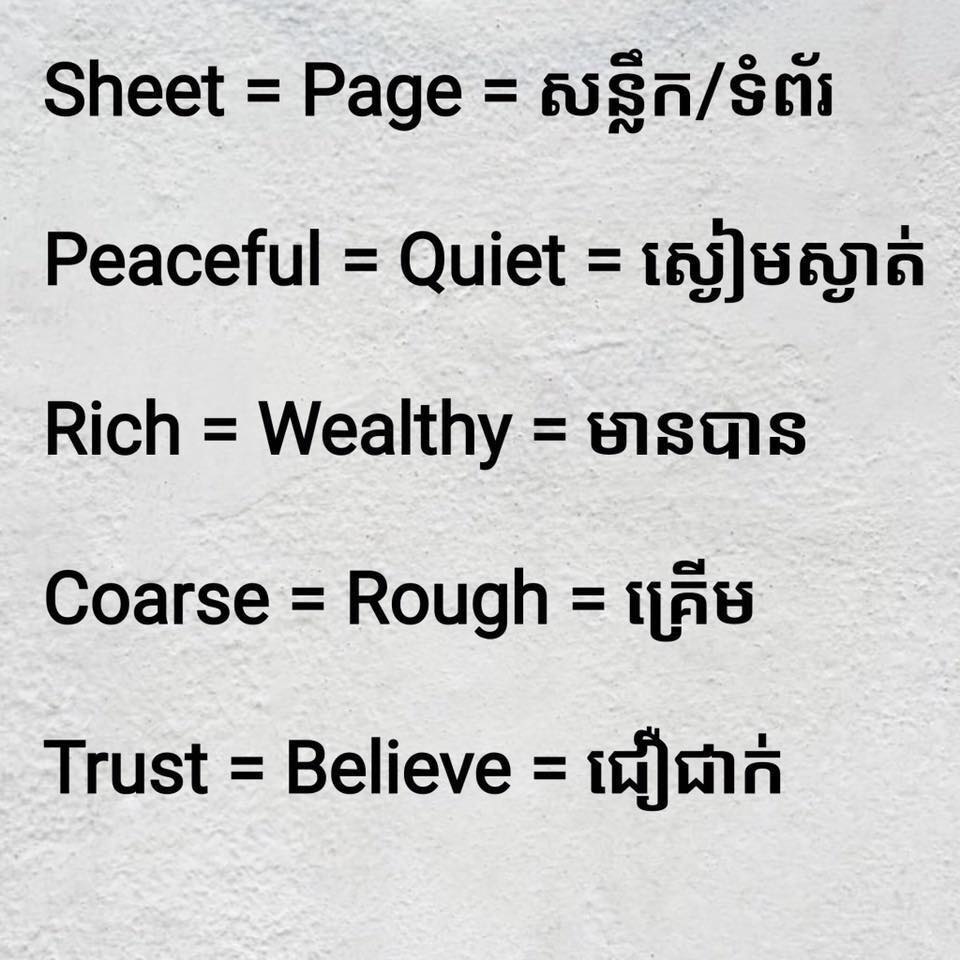 Sheet = Page = សន្លឹក/ទំព័រ
Peaceful = Quiet = ស្ងៀមស្ងាត់
Rich = Wealthy = មានបាន
Coarse = Rough = គ្រើម
Trust = Believe = ជឿជាក់